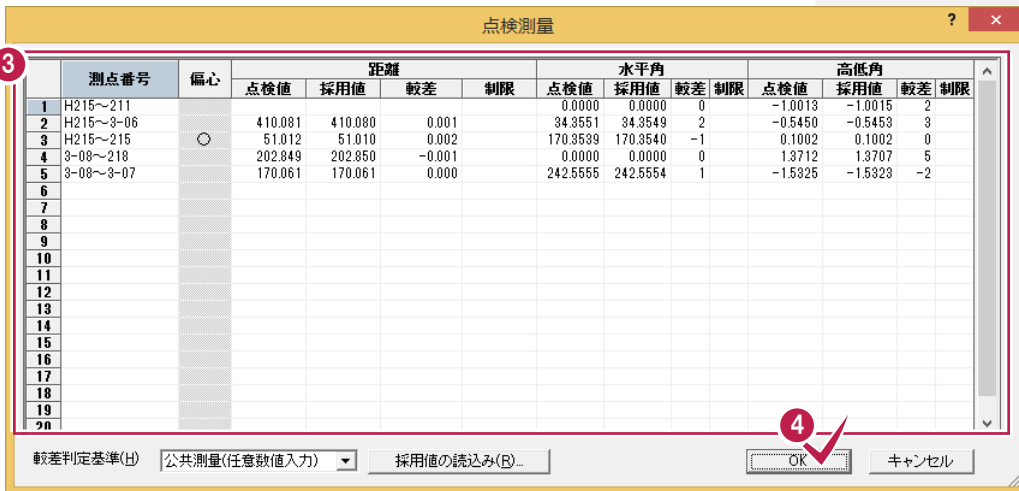 点検測量 ? ×
3
測点番号 偏心 距離 水平角 高低角
点検値 採用値 較差 制限 点検値 採用値 較差 制限 点検値 採用値 較差 制限
1 H215～211 0.0000 0.0000 0 -1.0013 -1.0015 2
2 H215～3-06 410.081 410.080 0.001 34.3551 34.3549 2 -0.5450 -0.5453 3
3 H215～215 ○ 51.012 51.010 0.002 170.3539 170.3540 -1 0.1002 0.1002 0
4 3-08～218 202.849 202.850 -0.001 0.0000 0.0000 0 1.3712 1.3707 5
5 3-08～3-07 170.061 170.061 0.000 242.5555 242.5554 1 -1.5325 -1.5323 -2
6
7
8
9
10
11
12
13
14
15
16
17
18
19
20
4
較差判定基準(H) 公共測量(任意数値入力) 採用値の読込み(R)... OK キャンセル